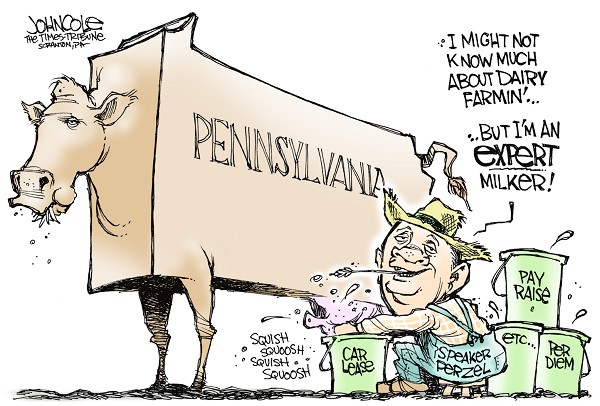 JOHN COLE
THE TIMES-TRIBUNE
SCRANTON, PA
PENNSYLVANIA
·I MIGHT NOT
KNOW MUCH
ABOUT DAIRY
FARMIN'...
..BUT I'M AN
EXPERT
MILKER!
SQUISH
SQUOOSH
SQUISH
SQUOOSH
CAR
LEASE
SPEAKER
PERZEL
PAY
RAISE
ETC...
PER
DIEM